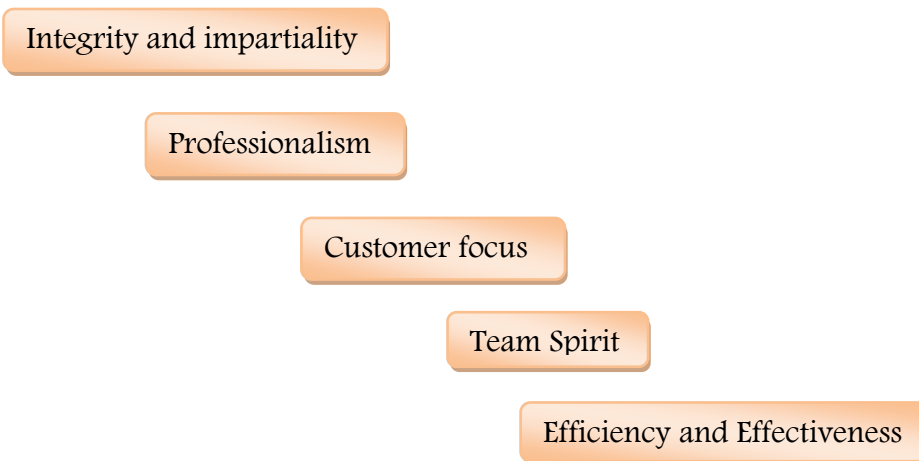 Integrity and impartiality
Professionalism
Customer focus
Team Spirit
Efficiency and Effectiveness